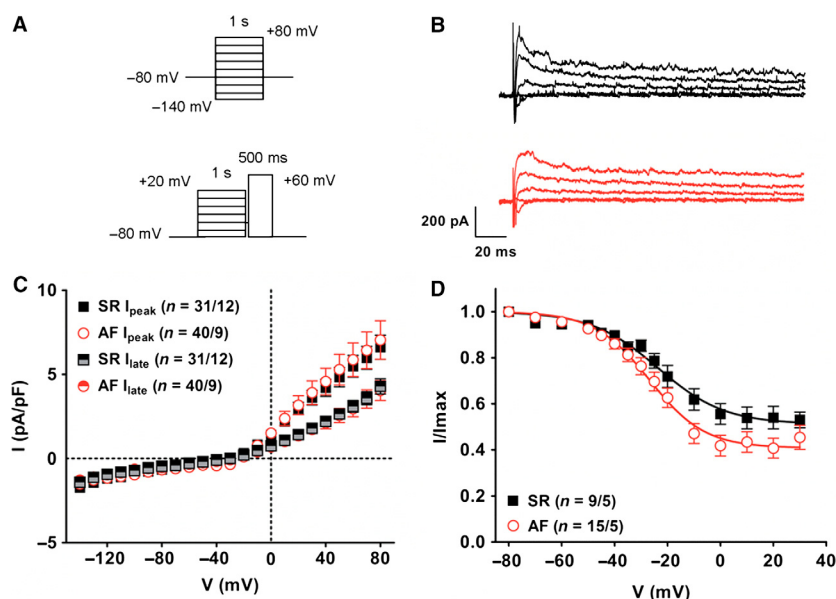 A
1 s
+80 mV
−80 mV
−140 mV
500 ms
+20 mV
1 s
+60 mV
−80 mV
B
200 pA
20 ms
C
10
5
0
−5
I (pA/pF)
SR Ipeak (n = 31/12)
AF Ipeak (n = 40/9)
SR Ilate (n = 31/12)
AF Ilate (n = 40/9)
−120
−80
−40
0
40
80
V (mV)
D
1.0
0.8
0.6
0.4
0.2
0.0
I/Imax
SR (n = 9/5)
AF (n = 15/5)
−80
−60
−40
−20
0
20
40
V (mV)